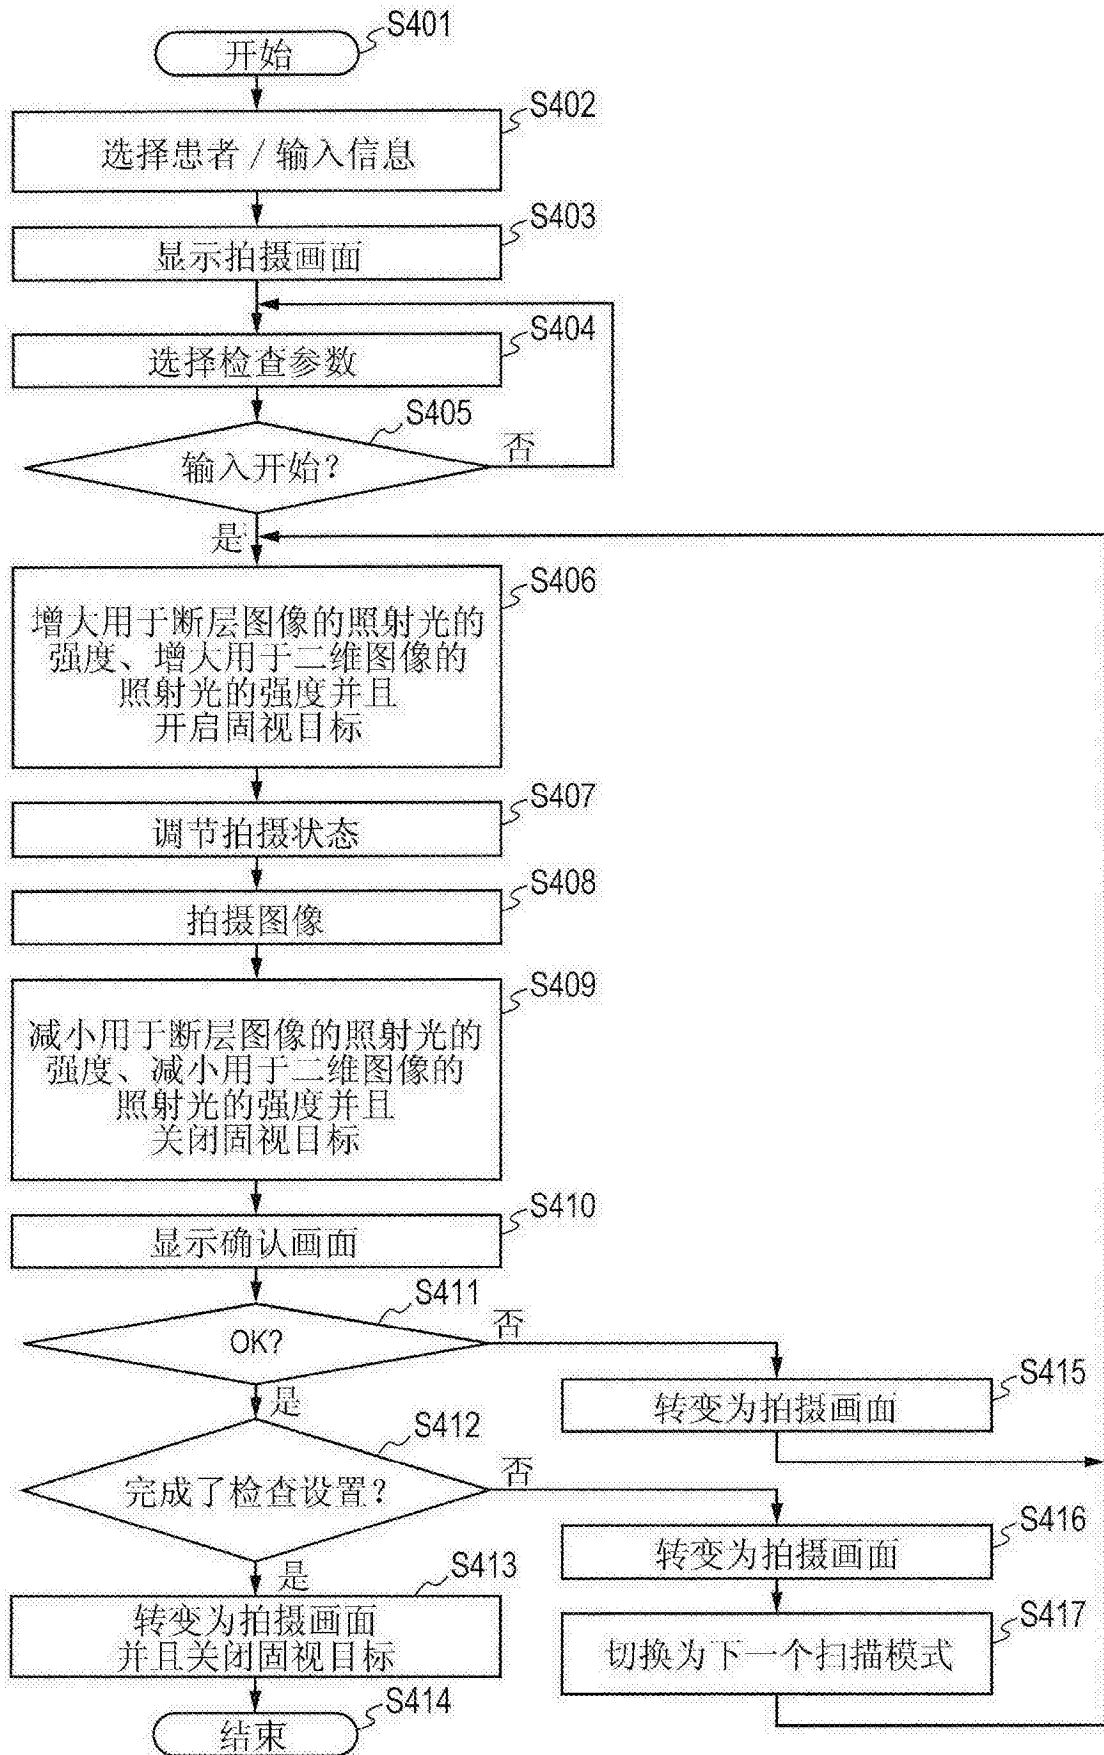 S401
开始
S402
选择患者/输入信息
S403
显示拍摄画面
S404
选择检查参数
S405
输入开始?
否
是
S406
增大用于断层图像的照射光的
强度、增大用于二维图像的
照射光的强度并且
开启固视目标
S407
调节拍摄状态
S408
拍摄图像
S409
减小用于断层图像的照射光的
强度、减小用于二维图像的
照射光的强度并且
关闭固视目标
S410
显示确认画面
S411
OK?
否
是
S415
转变为拍摄画面
S412
完成了检查设置?
否
是
S416
转变为拍摄画面
S413
转变为拍摄画面
并且关闭固视目标
S417
切换为下一个扫描模式
S414
结束